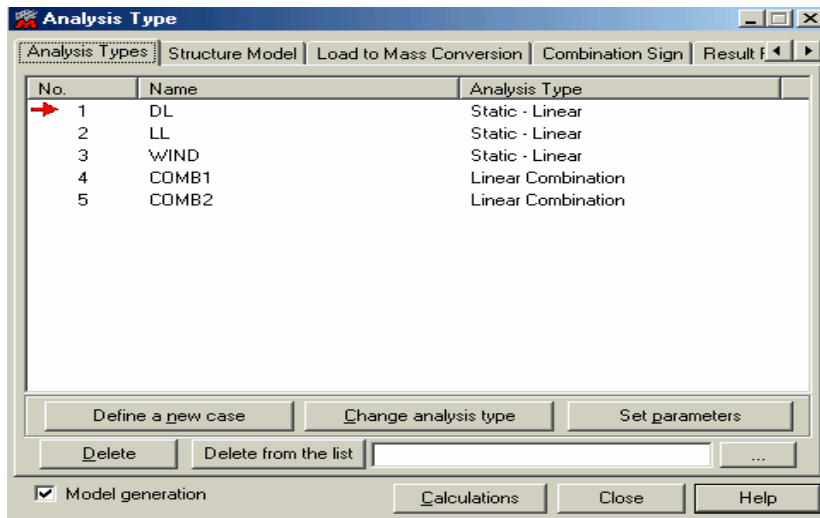 Analysis Type
Analysis Types Structure Model Load to Mass Conversion Combination Sign Result
No. Name Analysis Type
1 DL Static - Linear
2 LL Static - Linear
3 WIND Static - Linear
4 COMB1 Linear Combination
5 COMB2 Linear Combination
Define a new case Change analysis type Set parameters
Delete Delete from the list ...
Model generation Calculations Close Help